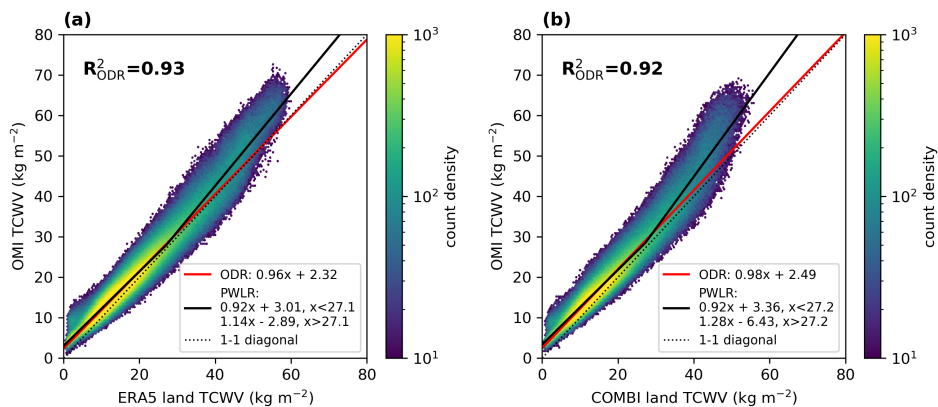 (a)
R²ODR=0.93
80
70
60
50
40
30
20
10
0
OMI TCWV (kg m⁻²)
0 20 40 60 80
ERA5 land TCWV (kg m⁻²)
ODR: 0.96x + 2.32
PWLR:
0.92x + 3.01, x<27.1
1.14x - 2.89, x>27.1
1-1 diagonal
10³
10²
10¹
count density
(b)
R²ODR=0.92
80
70
60
50
40
30
20
10
0
OMI TCWV (kg m⁻²)
0 20 40 60 80
COMBI land TCWV (kg m⁻²)
ODR: 0.98x + 2.49
PWLR:
0.92x + 3.36, x<27.2
1.28x - 6.43, x>27.2
1-1 diagonal
10³
10²
10¹
count density